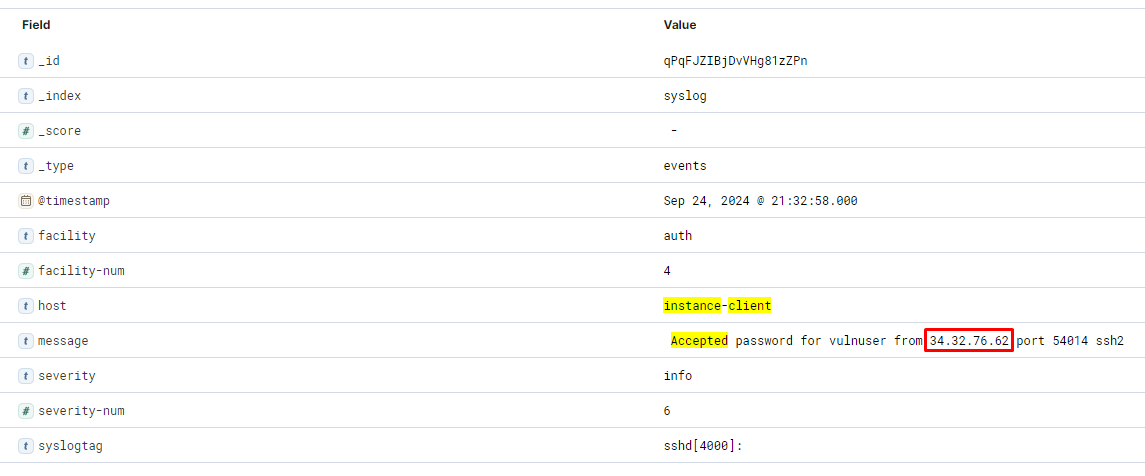 Field Value
t _id qPqFJZIBjDvVHg81zZPn
t _index syslog
# _score -
t _type events
@timestamp Sep 24, 2024 @ 21:32:58.000
t facility auth
# facility-num 4
t host instance-client
t message Accepted password for vulnuser from 34.32.76.62 port 54014 ssh2
t severity info
# severity-num 6
t syslogtag sshd[4000]: